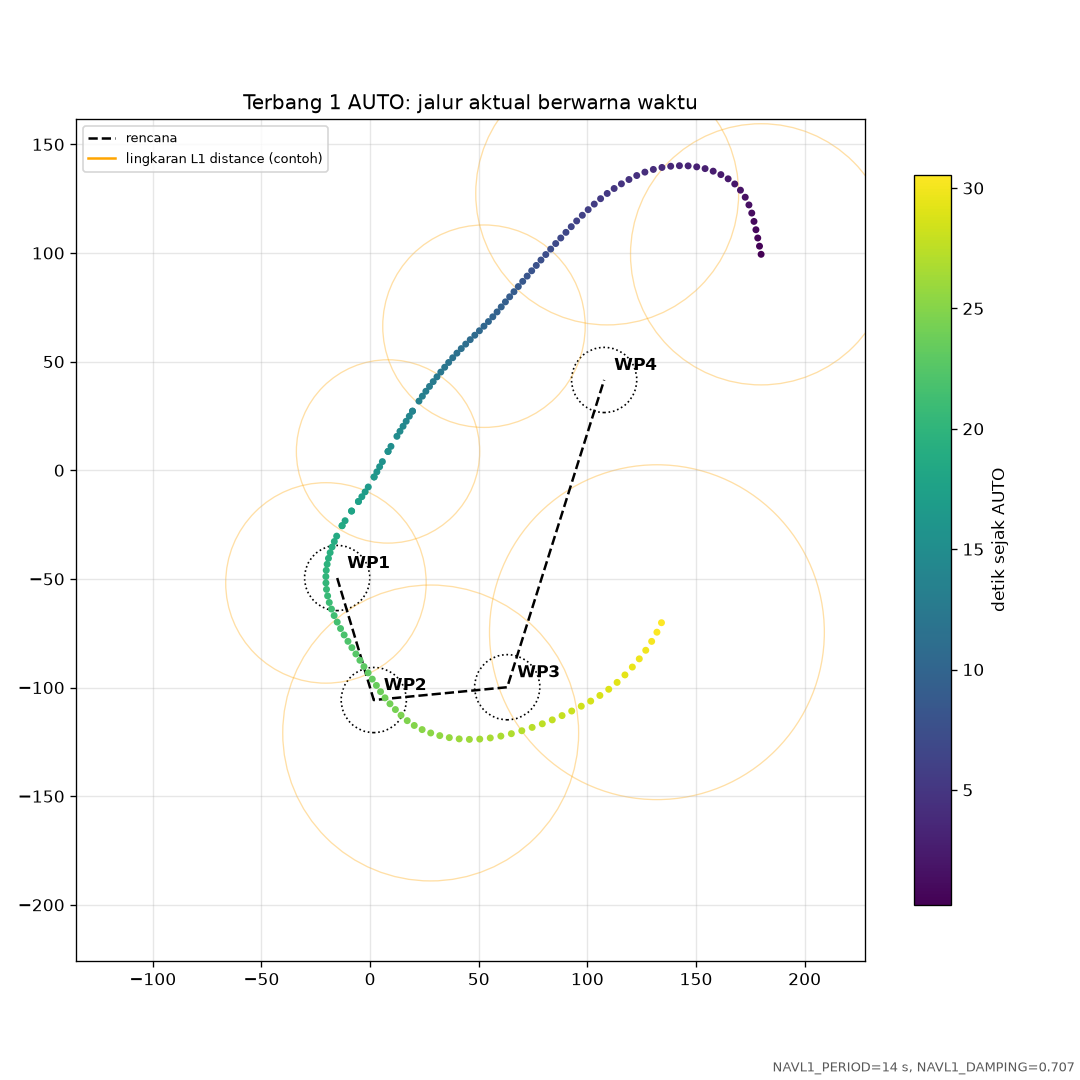 Terbang 1 AUTO: jalur aktual berwarna waktu
rencana
lingkaran L1 distance (contoh)
150
100
50
0
−50
−100
−150
−200
−100
−50
0
50
100
150
200
WP4
WP1
WP3
WP2
30
25
20
15
10
5
detik sejak AUTO
NAVL1_PERIOD=14 s, NAVL1_DAMPING=0.707